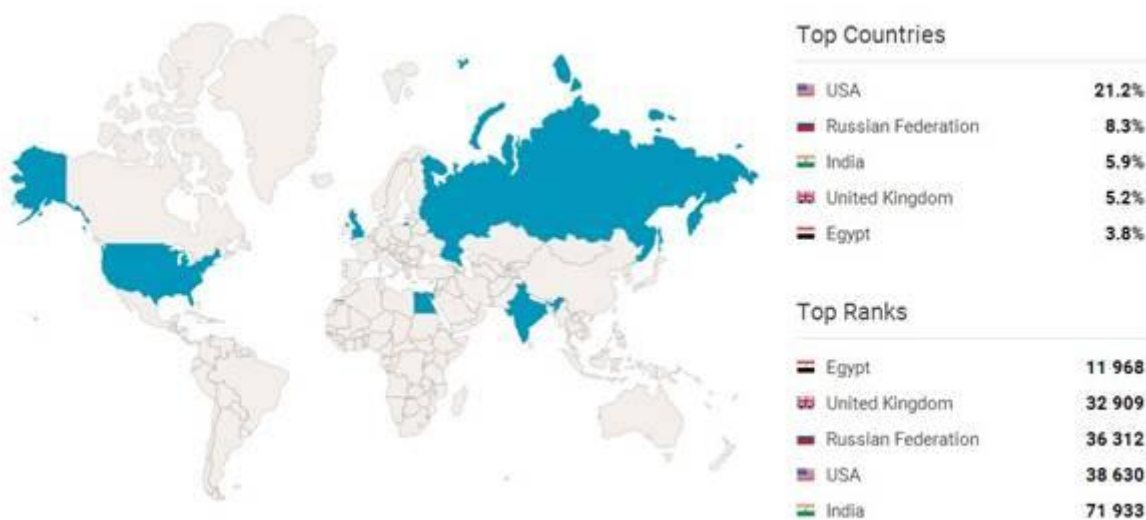 Top Countries
USA 21.2%
Russian Federation 8.3%
India 5.9%
United Kingdom 5.2%
Egypt 3.8%
Top Ranks
Egypt 11 968
United Kingdom 32 909
Russian Federation 36 312
USA 38 630
India 71 933